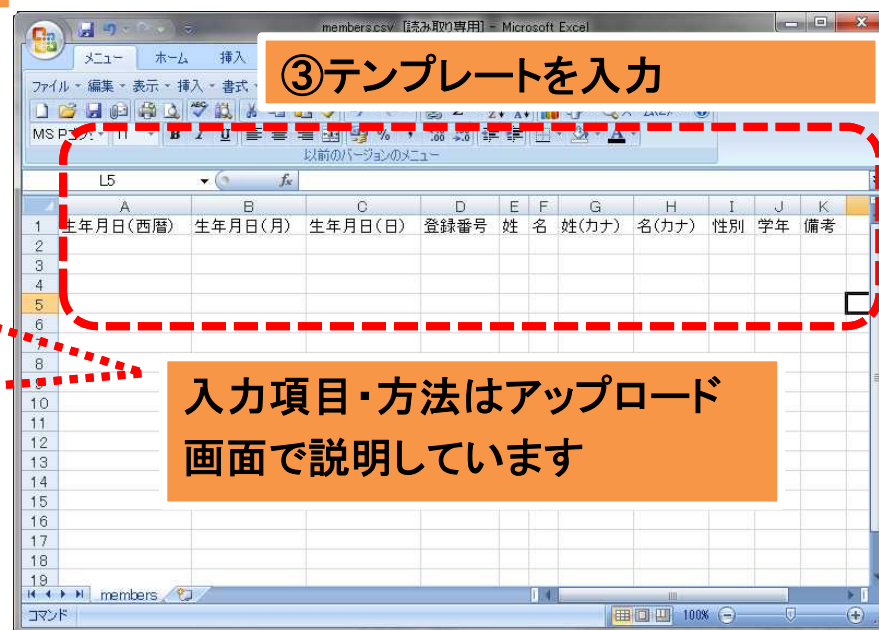 members.csv [読み取り専用] - Microsoft Excel
メニュー ホーム 挿入
③テンプレートを入力
ファイル 編集 表示 挿入 書式
MS P 11 B I U
以前のバージョンのメニュー
L5 fx
A B C D E F G H I J K
1 生年月日(西暦) 生年月日(月) 生年月日(日) 登録番号 姓 名 姓(カナ) 名(カナ) 性別 学年 備考
2
3
4
5
6
7
8
9
10
11
12
13
14
15
16
17
18
19
入力項目・方法はアップロード
画面で説明しています
members
コマンド 100%